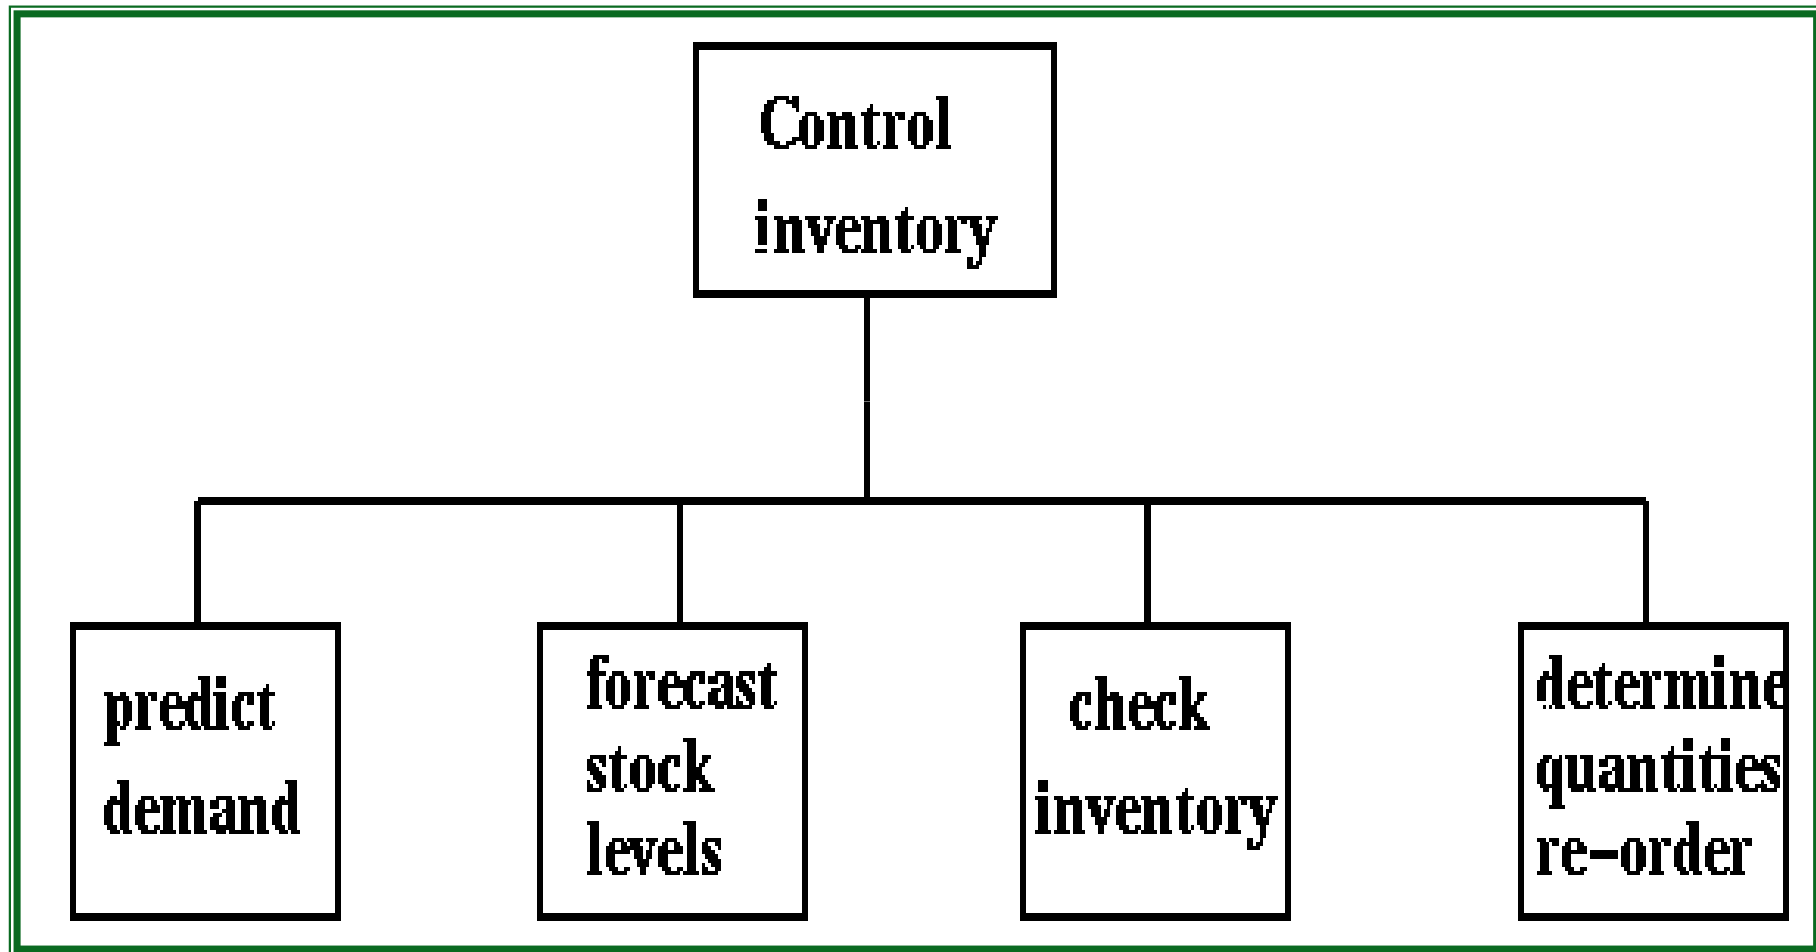 Control
inventory
predict
demand
forecast
stock
levels
check
inventory
determine
quantities
re-order